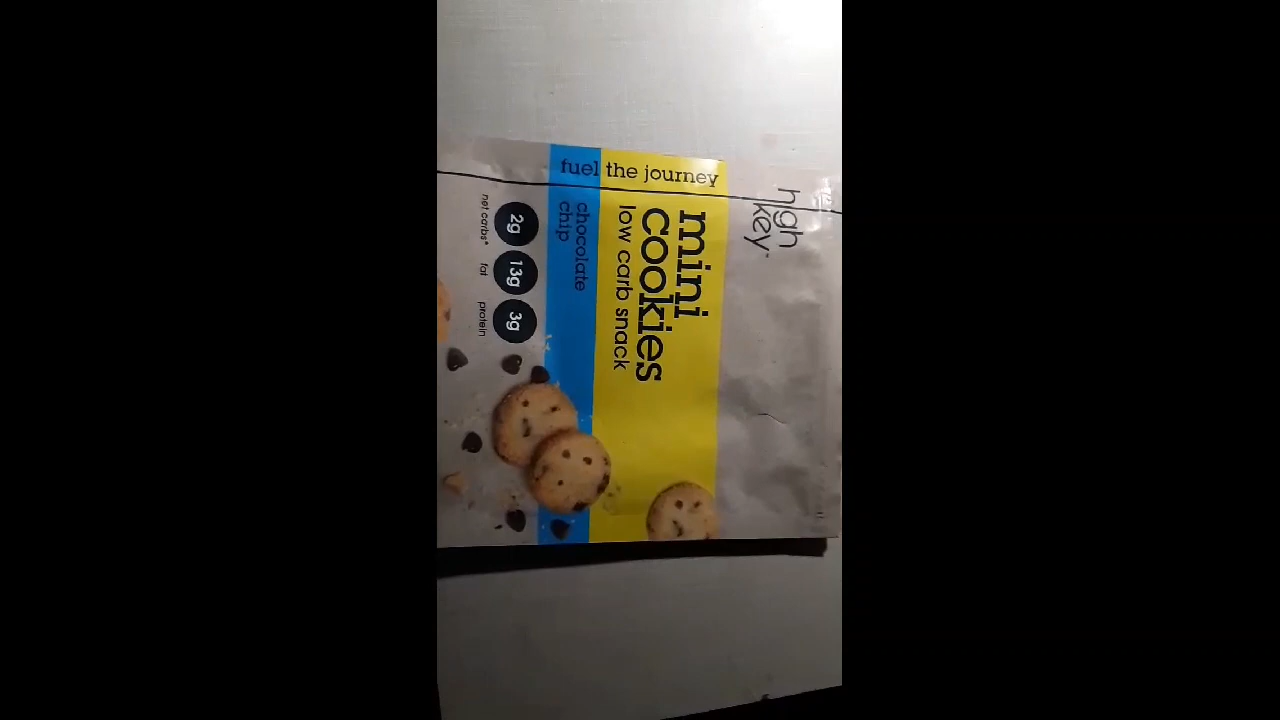 high
key
fuel the journey
mini
cookies
low carb snack
chocolate
chip
2g
net carbs*
13g
fat
3g
protein